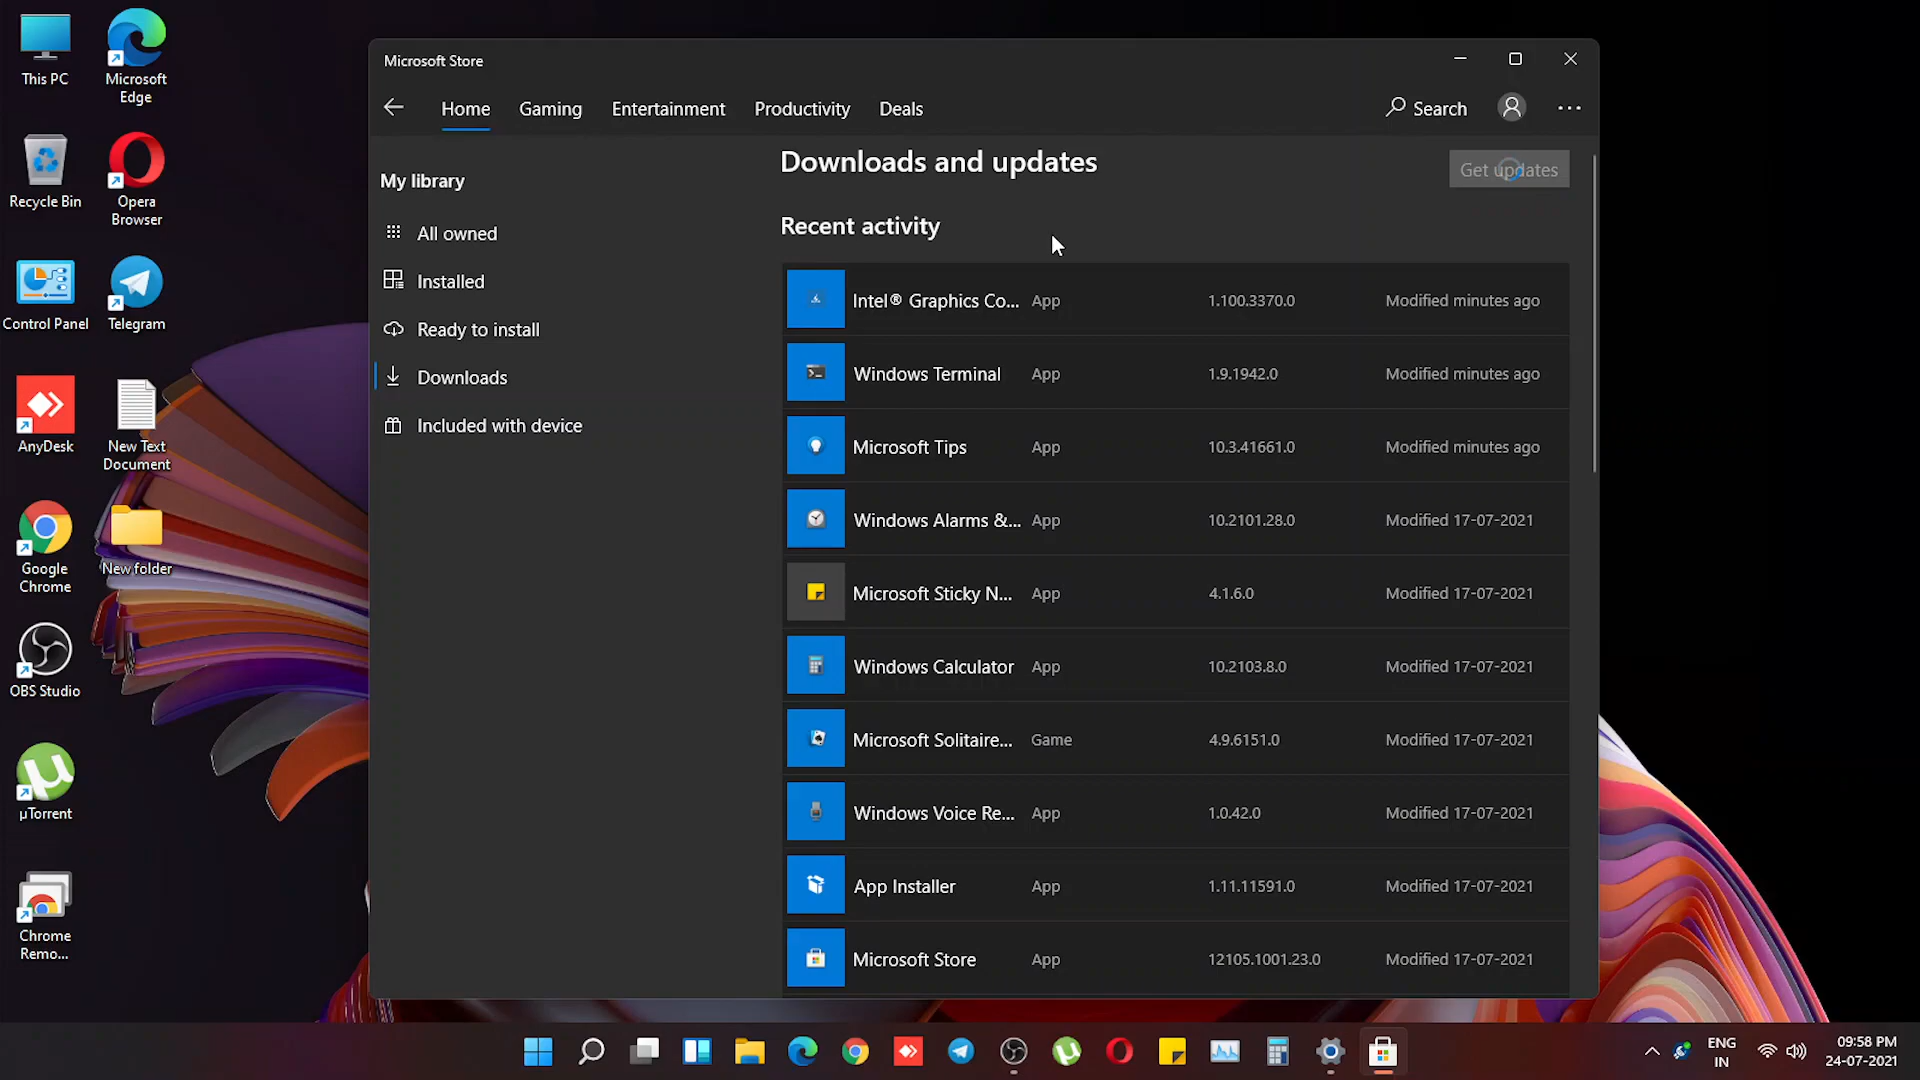 This PC
Microsoft
Edge
Recycle Bin
Opera
Browser
Control Panel
Telegram
AnyDesk
New Text
Document
Google
Chrome
New folder
OBS Studio
µTorrent
Chrome
Remo...
Microsoft Store
Home
Gaming
Entertainment
Productivity
Deals
Search
My library
All owned
Installed
Ready to install
Downloads
Included with device
Downloads and updates
Get updates
Recent activity
Intel® Graphics Co... App 1.100.3370.0 Modified minutes ago
Windows Terminal App 1.9.1942.0 Modified minutes ago
Microsoft Tips App 10.3.41661.0 Modified minutes ago
Windows Alarms &... App 10.2101.28.0 Modified 17-07-2021
Microsoft Sticky N... App 4.1.6.0 Modified 17-07-2021
Windows Calculator App 10.2103.8.0 Modified 17-07-2021
Microsoft Solitaire... Game 4.9.6151.0 Modified 17-07-2021
Windows Voice Re... App 1.0.42.0 Modified 17-07-2021
App Installer App 1.11.11591.0 Modified 17-07-2021
Microsoft Store App 12105.1001.23.0 Modified 17-07-2021
ENG
IN
09:58 PM
24-07-2021